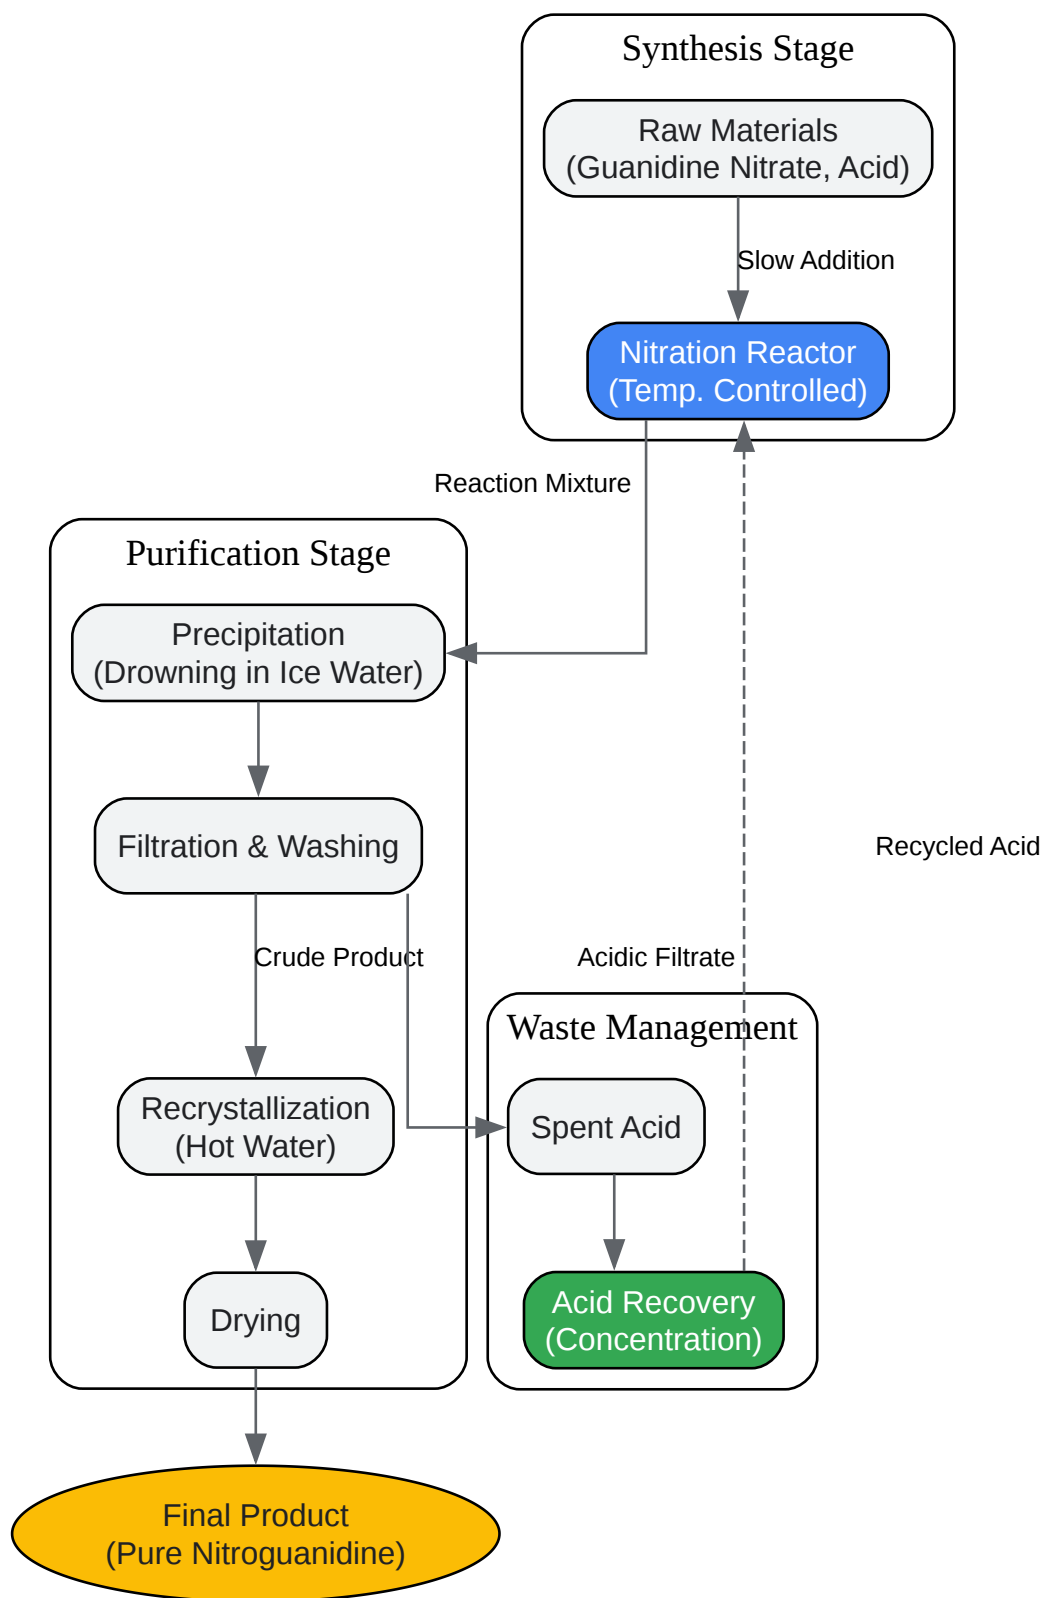 Synthesis Stage
Raw Materials
(Guanidine Nitrate, Acid)
Slow Addition
Nitration Reactor
(Temp. Controlled)
Reaction Mixture
Purification Stage
Precipitation
(Drowning in Ice Water)
Filtration & Washing
Recycled Acid
Crude Product
Acidic Filtrate
Waste Management
Recrystallization
(Hot Water)
Spent Acid
Drying
Acid Recovery
(Concentration)
Final Product
(Pure Nitroguanidine)